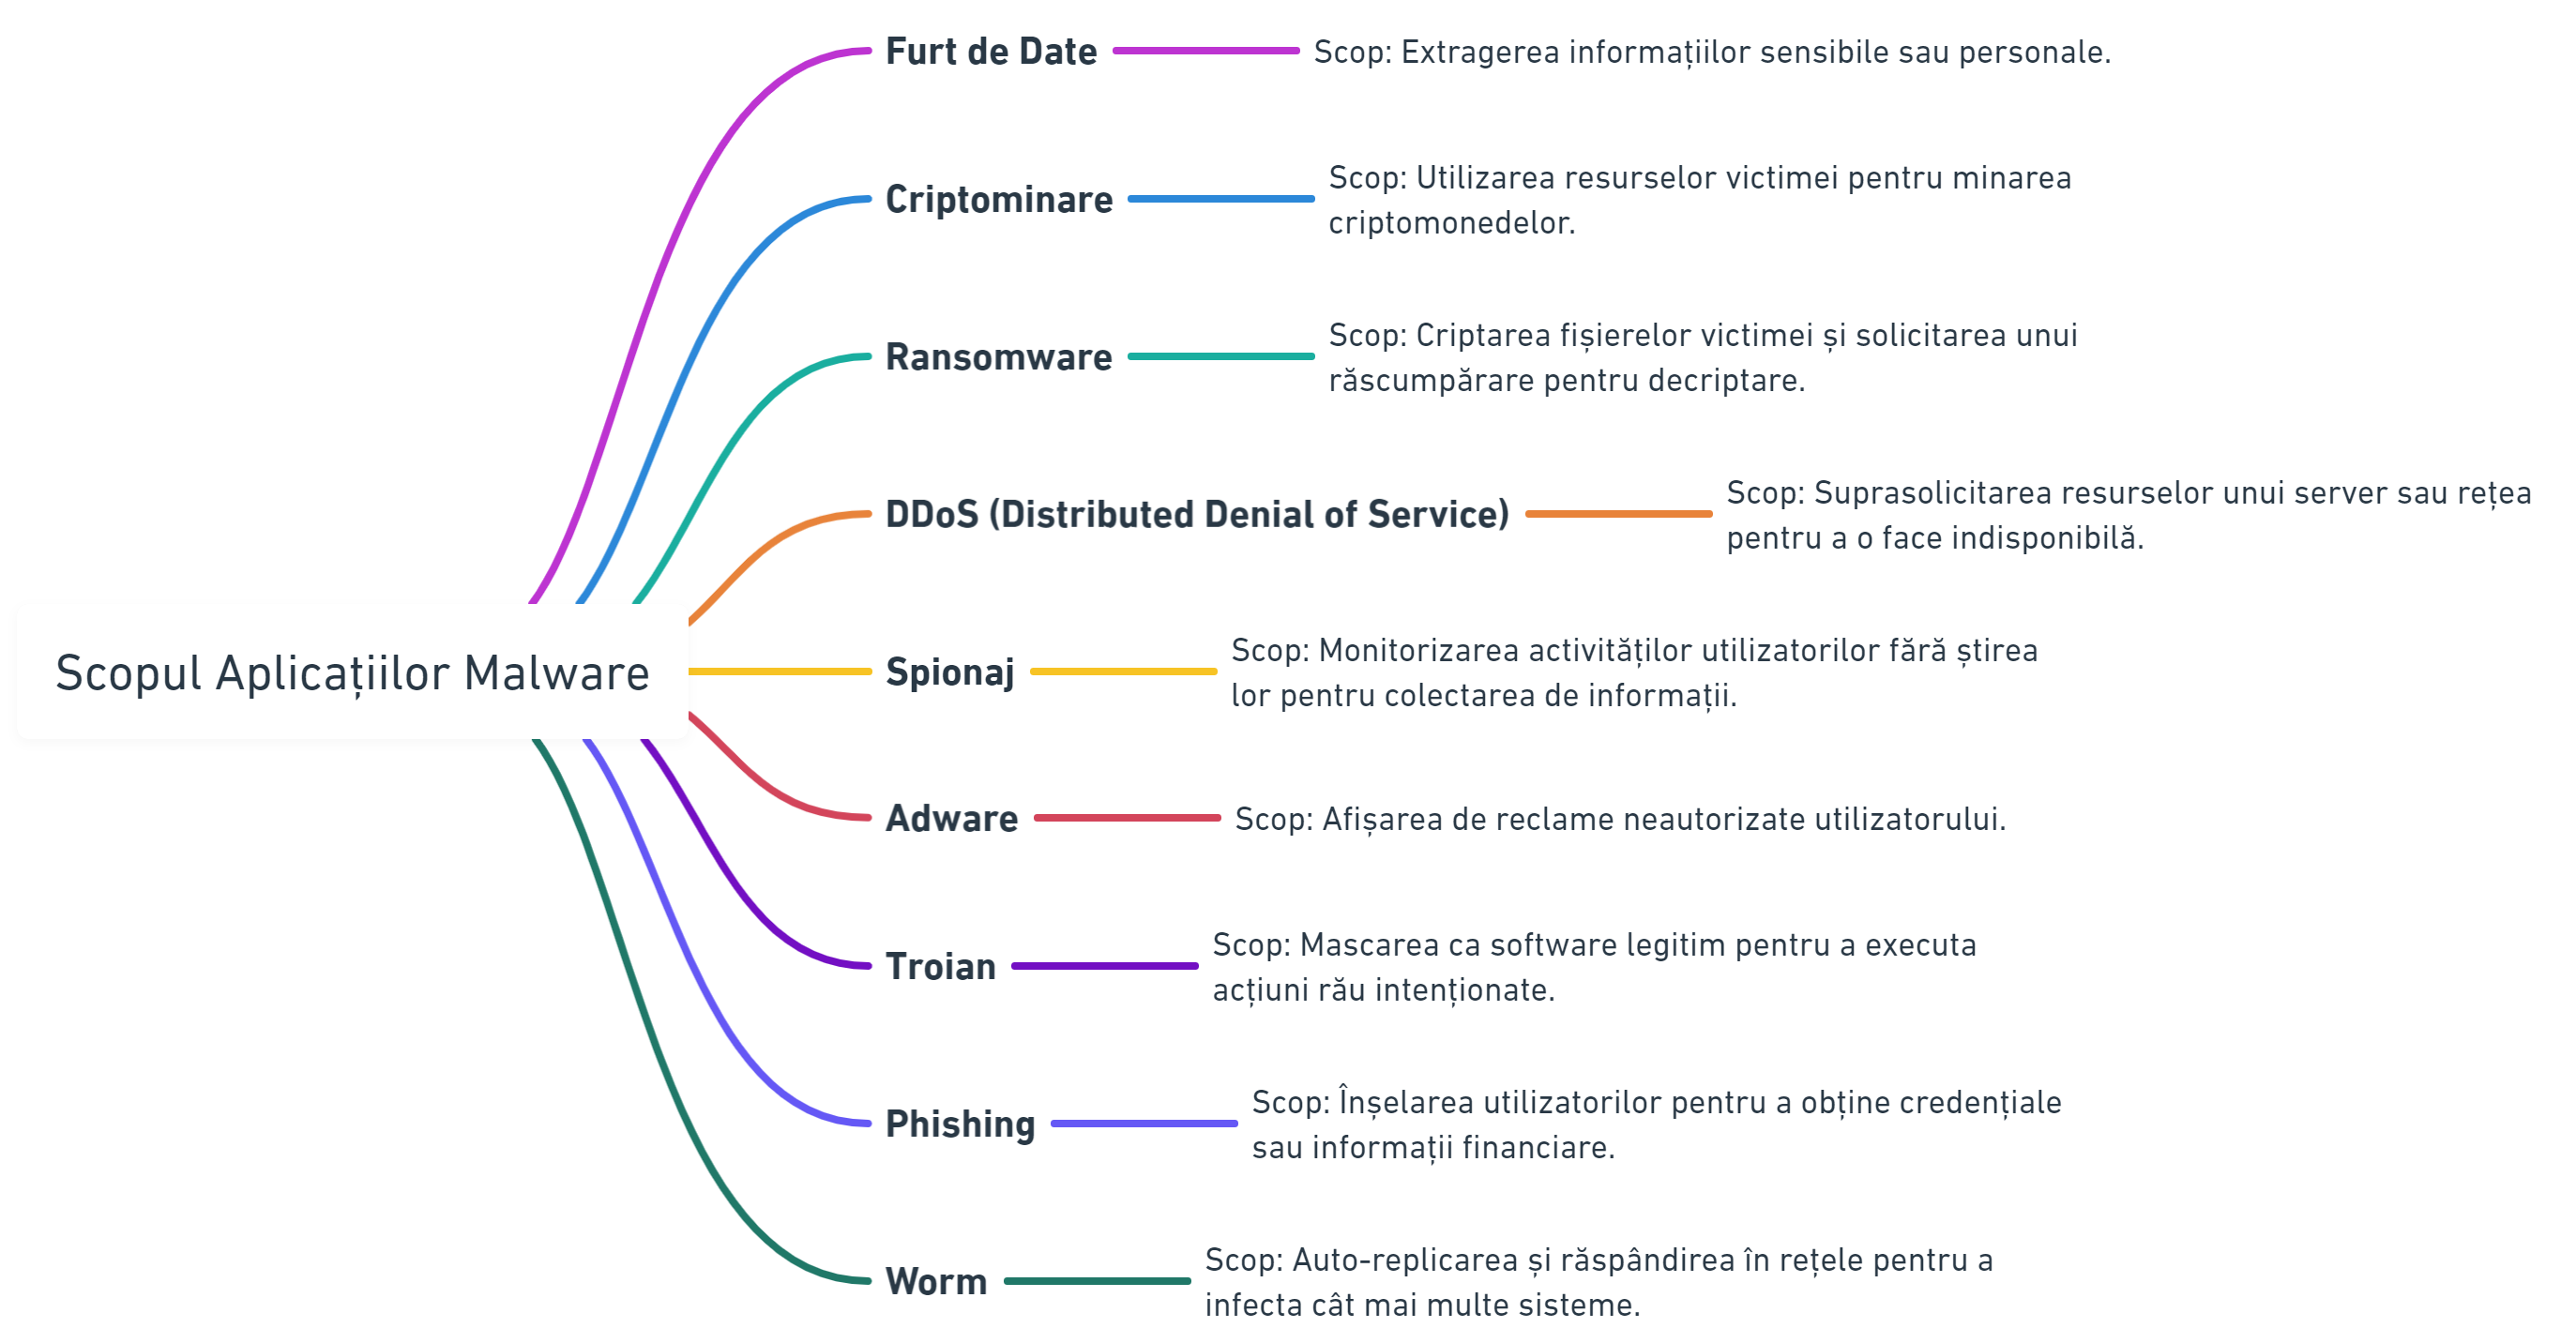 Furt de Date
Scop: Extragerea informațiilor sensibile sau personale.
Criptominare
Scop: Utilizarea resurselor victimei pentru minarea
criptomonedelor.
Ransomware
Scop: Criptarea fișierelor victimei și solicitarea unui
răscumpărare pentru decriptare.
DDoS (Distributed Denial of Service)
Scop: Suprasolicitarea resurselor unui server sau rețea
pentru a o face indisponibilă.
Scopul Aplicațiilor Malware
Spionaj
Scop: Monitorizarea activităților utilizatorilor fără știrea
lor pentru colectarea de informații.
Adware
Scop: Afișarea de reclame neautorizate utilizatorului.
Troian
Scop: Mascarea ca software legitim pentru a executa
acțiuni rău intenționate.
Phishing
Scop: Înșelarea utilizatorilor pentru a obține credențiale
sau informații financiare.
Worm
Scop: Auto-replicarea și răspândirea în rețele pentru a
infecta cât mai multe sisteme.